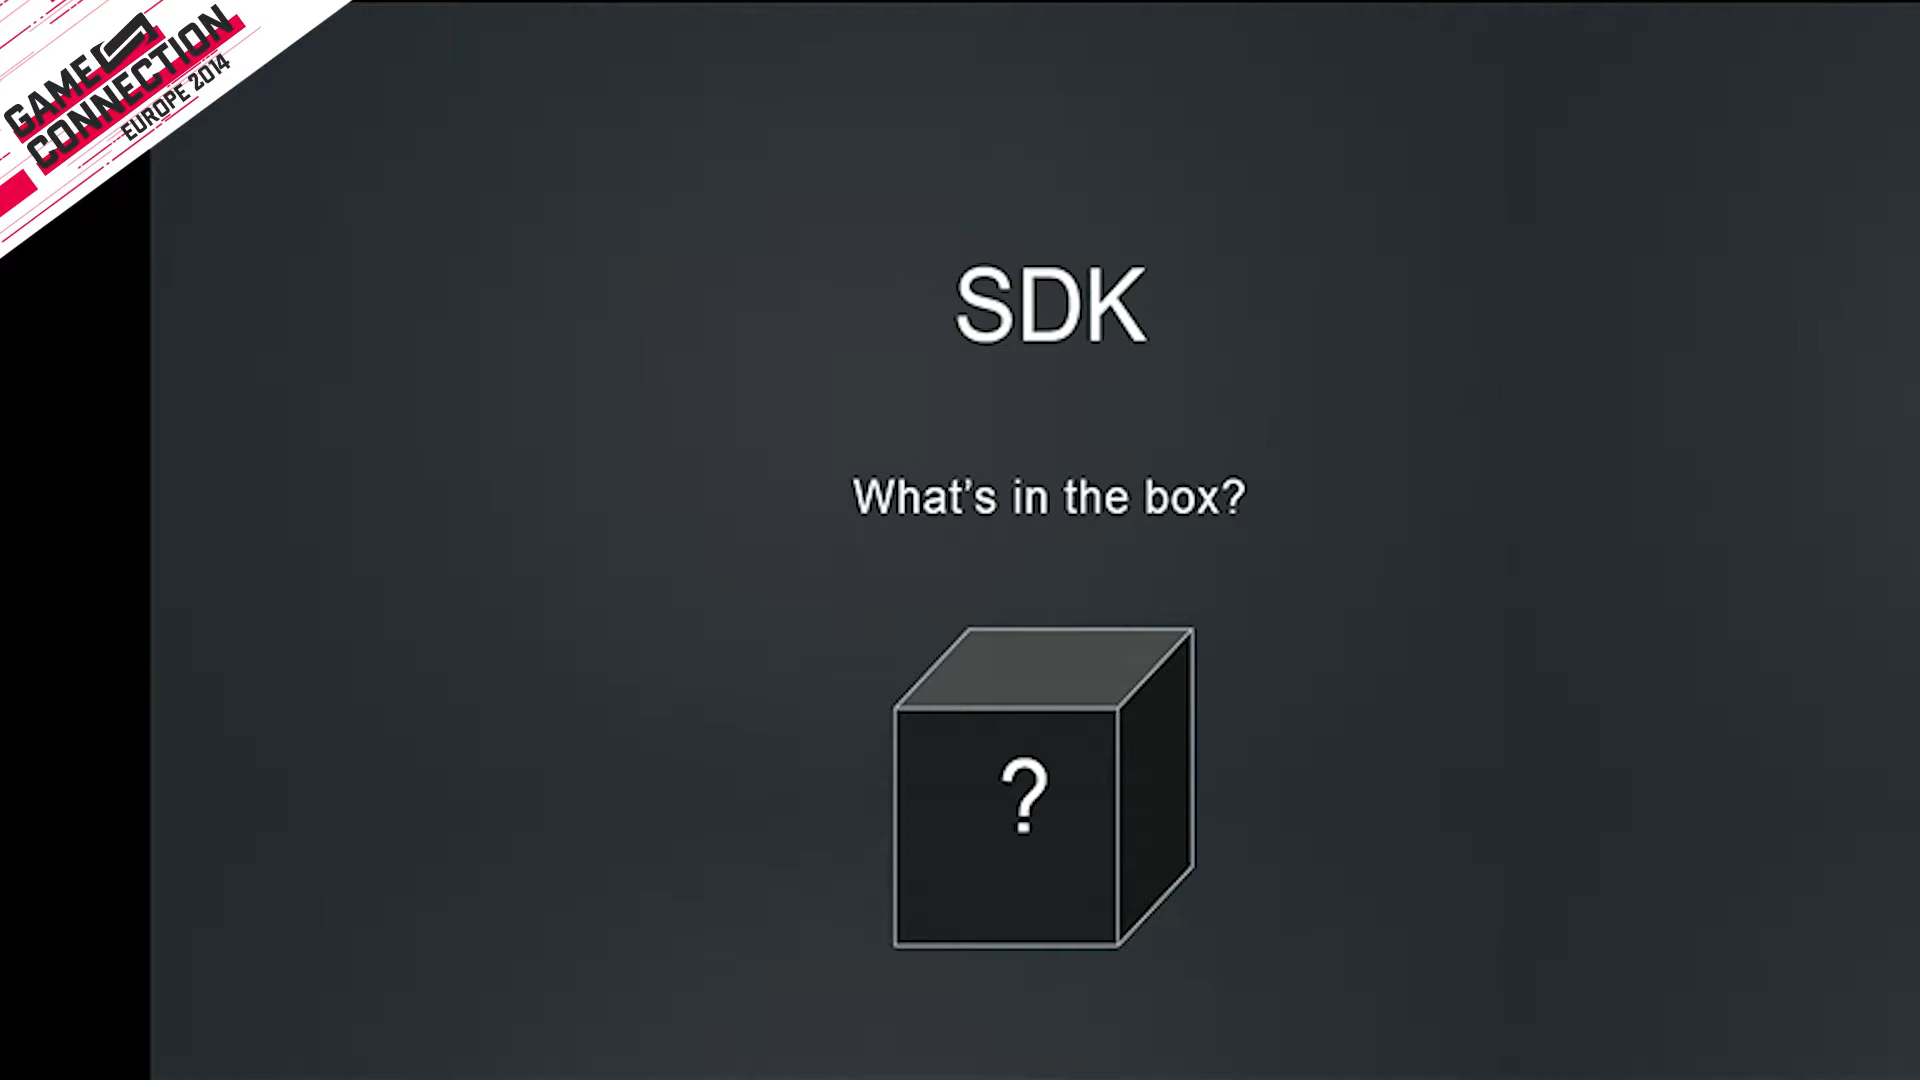 GAME
CONNECTION
EUROPE 2014
SDK
What's in the box?
?